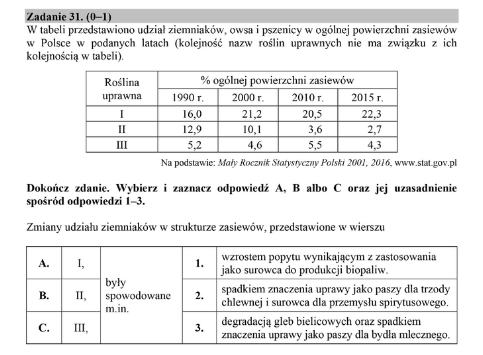 Zadanie 31. (0–1)
W tabeli przedstawiono udział ziemniaków, owsa i pszenicy w ogólnej powierzchni zasiewów
w Polsce w podanych latach (kolejność nazw roślin uprawnych nie ma związku z ich
kolejnością w tabeli).
Roślina uprawna % ogólnej powierzchni zasiewów
1990 r. 2000 r. 2010 r. 2015 r.
I 16,0 21,2 20,5 22,3
II 12,9 10,1 3,6 2,7
III 5,2 4,6 5,5 4,3
Na podstawie: Mały Rocznik Statystyczny Polski 2001, 2016, www.stat.gov.pl
Dokończ zdanie. Wybierz i zaznacz odpowiedź A, B albo C oraz jej uzasadnienie
spośród odpowiedzi 1–3.
Zmiany udziału ziemniaków w strukturze zasiewów, przedstawione w wierszu
A. I,
B. II,
C. III,
były
spowodowane
m.in.
1. wzrostem popytu wynikającym z zastosowania
jako surowca do produkcji biopaliw.
2. spadkiem znaczenia uprawy jako paszy dla trzody
chlewnej i surowca dla przemysłu spirytusowego.
3. degradacją gleb bielicowych oraz spadkiem
znaczenia uprawy jako paszy dla bydła mlecznego.